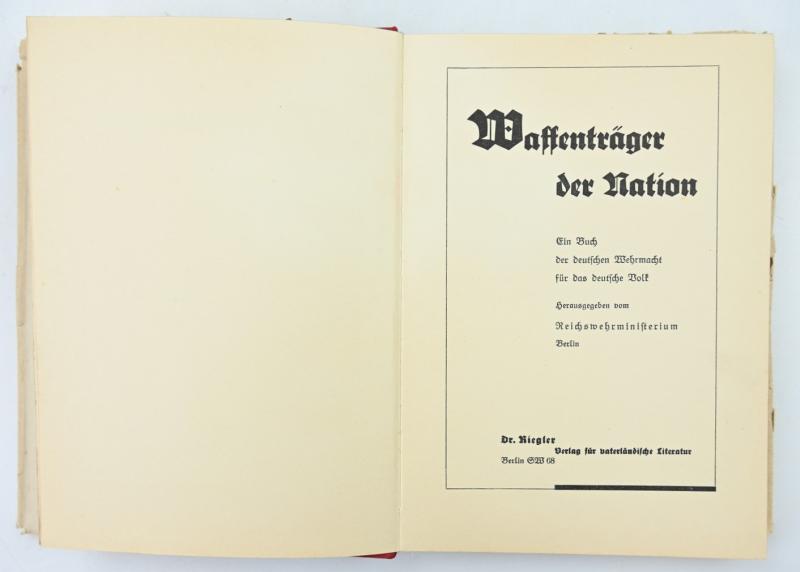 Waffenträger
der Nation
Ein Buch
der deutschen Wehrmacht
für das deutsche Volk
Herausgegeben vom
Reichswehrministerium
Berlin
Dr. Riegler
Verlag für vaterländische Literatur
Berlin SW 68